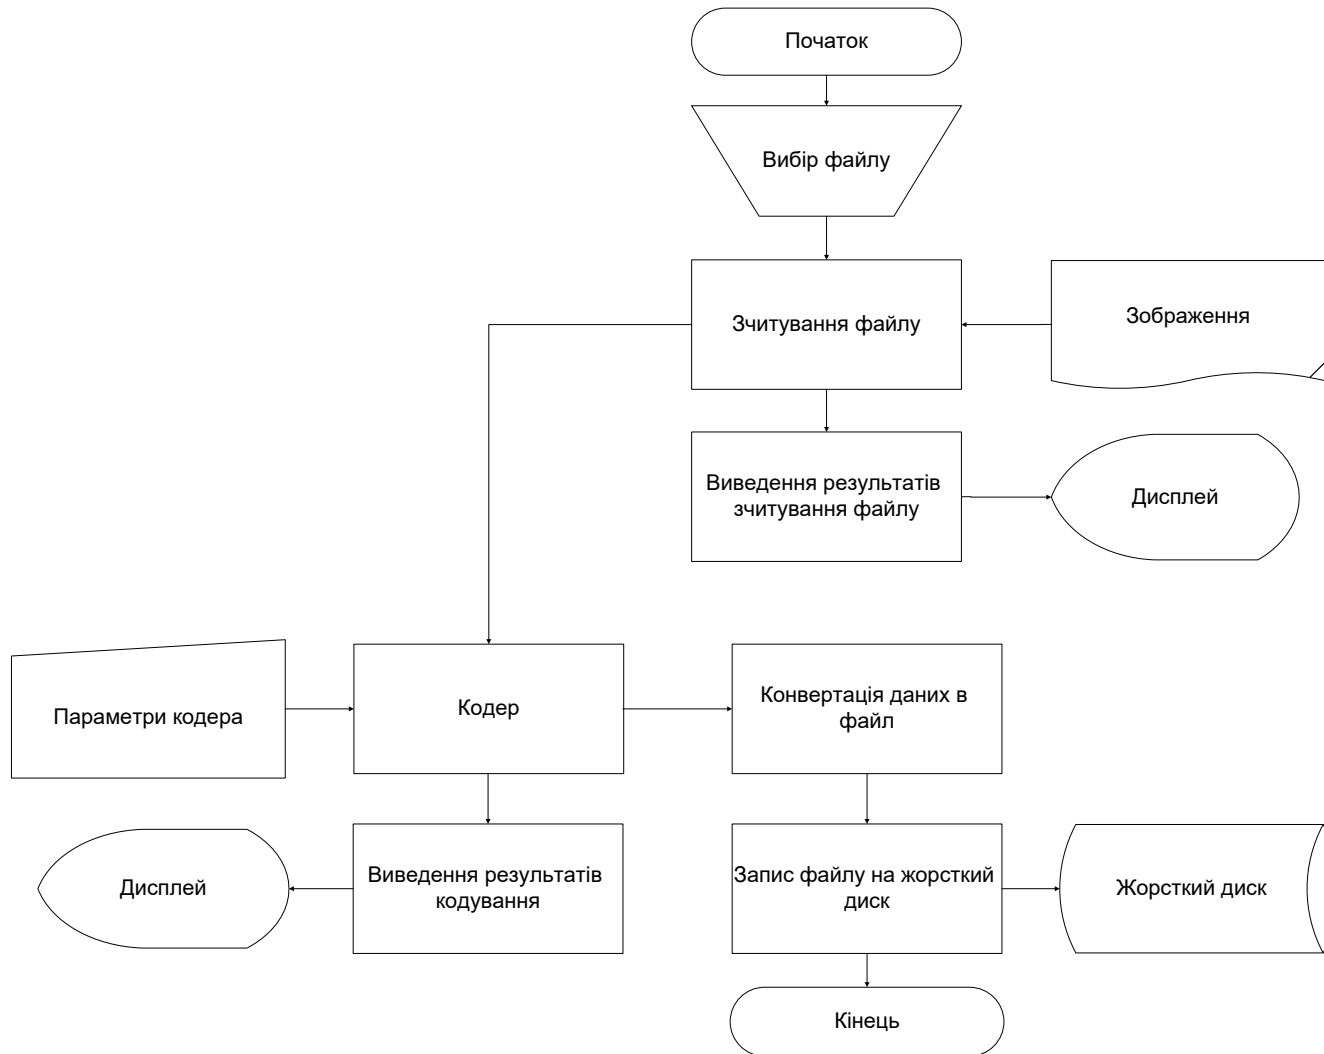 Початок
Вибір файлу
Зчитування файлу
Зображення
Виведення результатів
зчитування файлу
Дисплей
Параметри кодера
Кодер
Конвертація даних в
файл
Дисплей
Виведення результатів
кодування
Запис файлу на жорсткий
диск
Жорсткий диск
Кінець